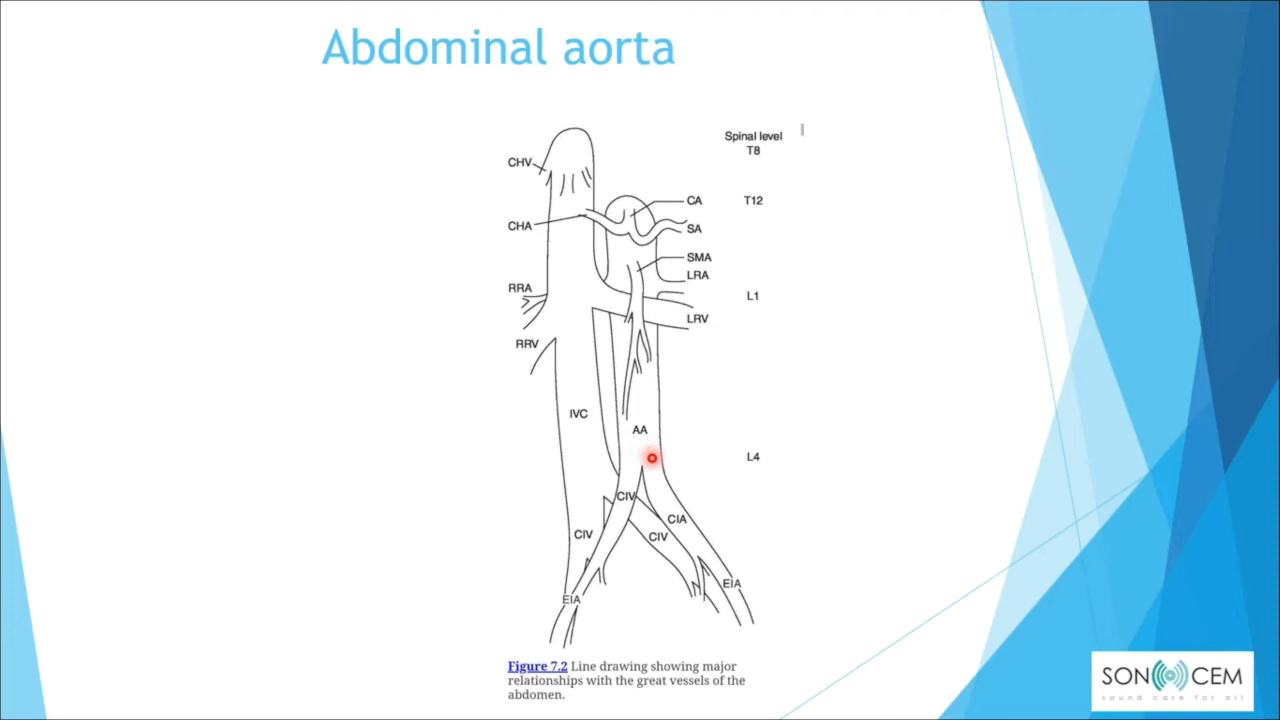 Abdominal aorta
Spinal level
T8
CHV
CA
T12
CHA
SA
SMA
LRA
RRA
L1
LRV
RRV
IVC
AA
L4
CIV
CIA
CIV
CIV
EIA
EIA
Figure 7.2 Line drawing showing major
relationships with the great vessels of the
abdomen.
SON CEM
sound care for all